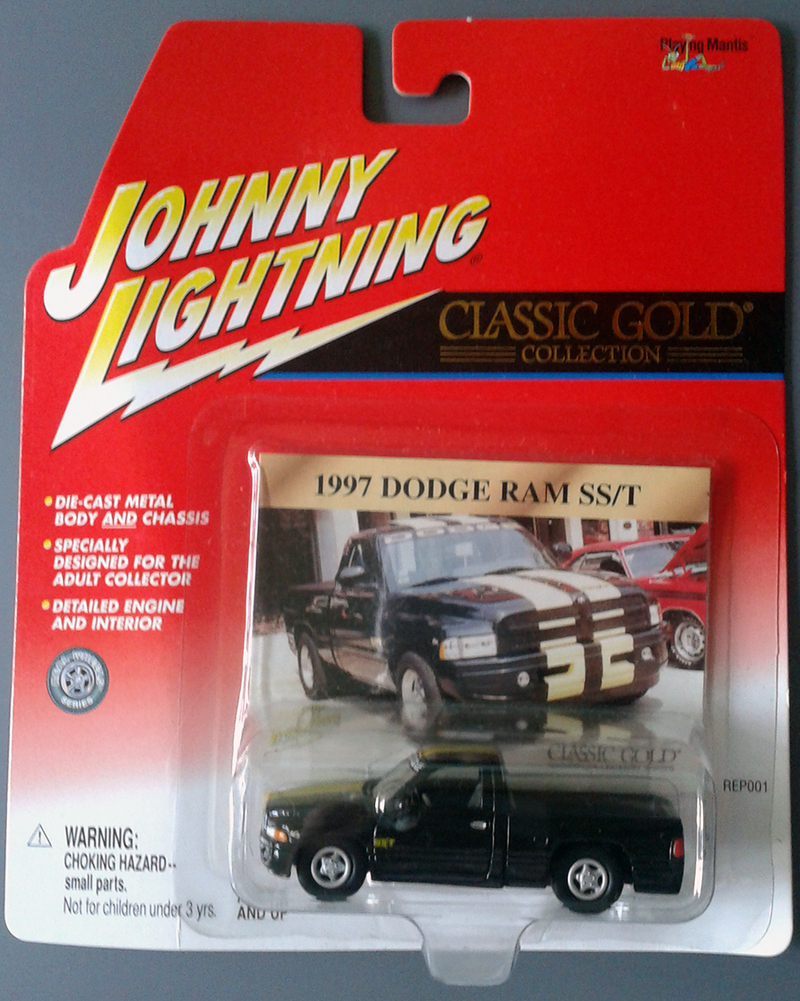 Playing Mantis
JOHNNY
LIGHTNING®
CLASSIC GOLD®
COLLECTION
1997 DODGE RAM SS/T
DIE-CAST METAL
BODY AND CHASSIS
SPECIALLY
DESIGNED FOR THE
ADULT COLLECTOR
DETAILED ENGINE
AND INTERIOR
SERIES
CLASSIC GOLD®
REP001
WARNING:
CHOKING HAZARD--
small parts.
Not for children under 3 yrs.
AND UP